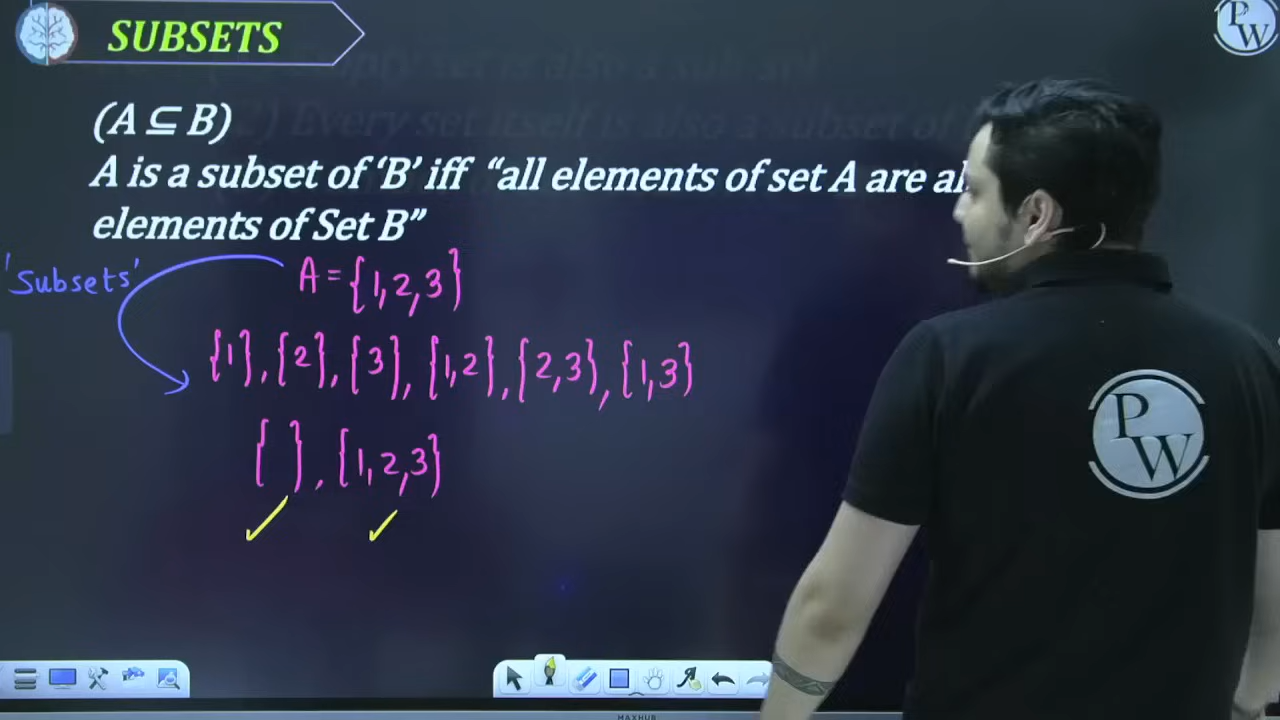 SUBSETS
PW
(A ⊆ B)
A is a subset of ‘B’ iff “all elements of set A are
elements of Set B”
'Subsets'
A = {1,2,3}
{1}, {2}, {3}, {1,2}, {2,3}, {1,3}
{ }, {1,2,3}
PW
MAXHUB